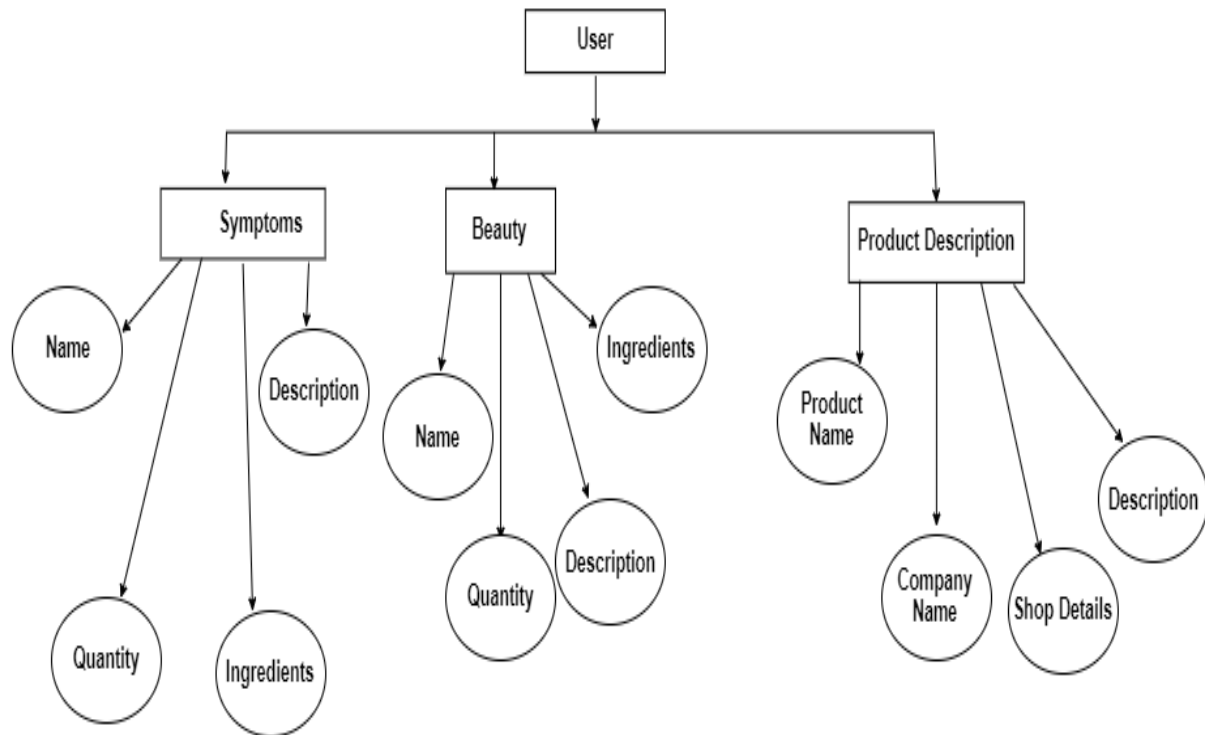 User
Symptoms
Beauty
Product Description
Name
Description
Quantity
Ingredients
Name
Quantity
Description
Ingredients
Product
Name
Company
Name
Shop Details
Description